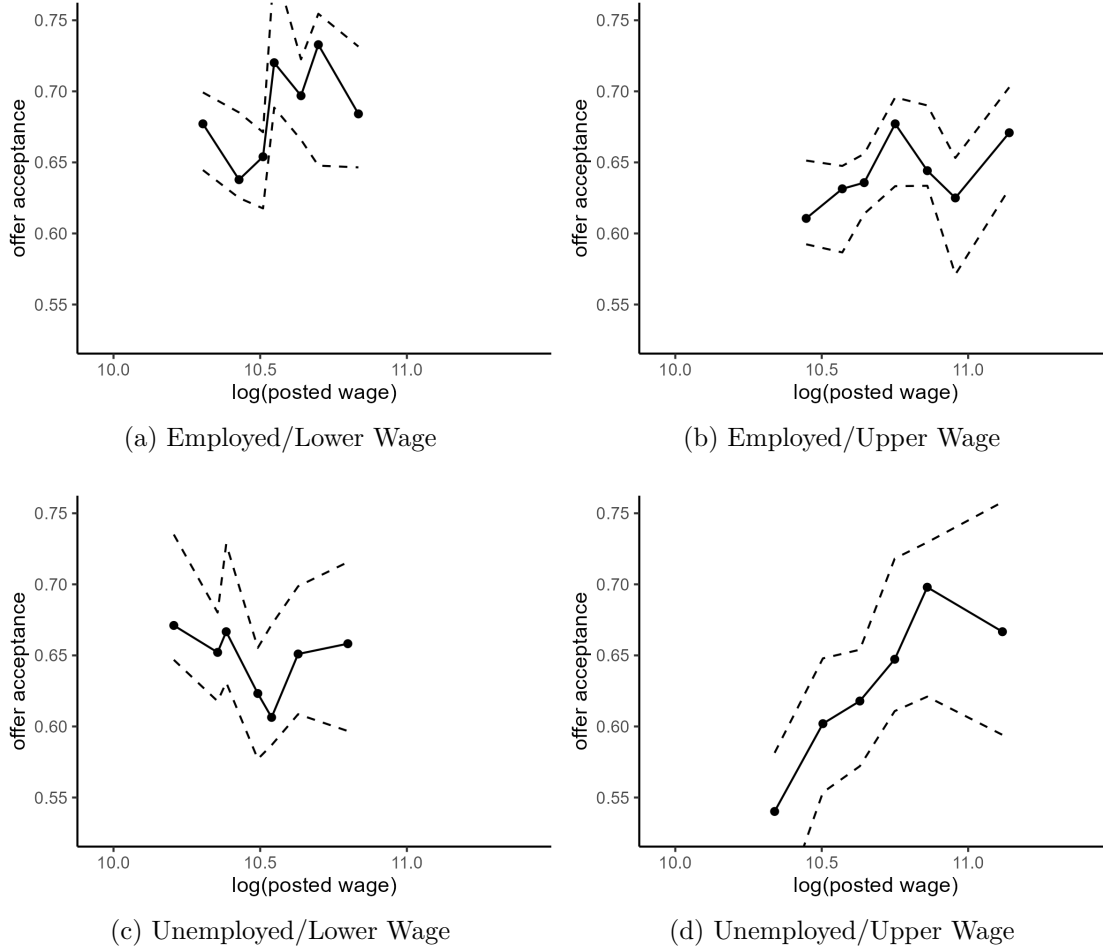 offer acceptance
0.75
0.70
0.65
0.60
0.55
10.0 10.5 11.0
log(posted wage)
(a) Employed/Lower Wage
offer acceptance
0.75
0.70
0.65
0.60
0.55
10.0 10.5 11.0
log(posted wage)
(b) Employed/Upper Wage
offer acceptance
0.75
0.70
0.65
0.60
0.55
10.0 10.5 11.0
log(posted wage)
(c) Unemployed/Lower Wage
offer acceptance
0.75
0.70
0.65
0.60
0.55
10.0 10.5 11.0
log(posted wage)
(d) Unemployed/Upper Wage